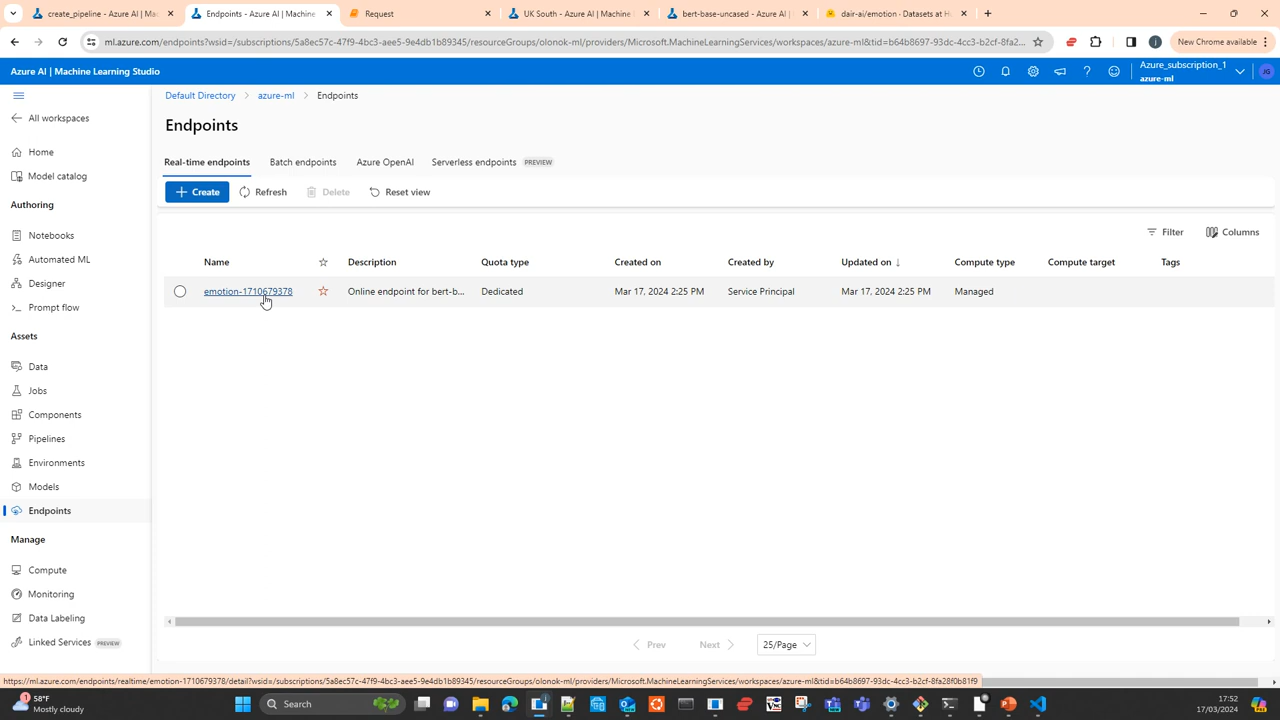 create_pipeline - Azure AI | Mac
Endpoints - Azure AI | Machine
Request
UK South - Azure AI | Machine
bert-base-uncased - Azure AI |
dair-ai/emotion · Datasets at H
ml.azure.com/endpoints?wsid=/subscriptions/5a8ec57c-47f9-4bc3-aee5-9e4db1b89345/resourceGroups/olonok-ml/providers/Microsoft.MachineLearningServices/workspaces/azure-ml&tid=b64b8697-93dc-4cc3-b2cf-8fa2...
New Chrome available
Azure AI | Machine Learning Studio
Azure_subscription_1
azure-ml
JG
All workspaces
Home
Model catalog
Authoring
Notebooks
Automated ML
Designer
Prompt flow
Assets
Data
Jobs
Components
Pipelines
Environments
Models
Endpoints
Manage
Compute
Monitoring
Data Labeling
Linked Services PREVIEW
Default Directory > azure-ml > Endpoints
Endpoints
Real-time endpoints Batch endpoints Azure OpenAI Serverless endpoints PREVIEW
Create Refresh Delete Reset view
Filter Columns
Name Description Quota type Created on Created by Updated on Compute type Compute target Tags
emotion-1710679378 Online endpoint for bert-b... Dedicated Mar 17, 2024 2:25 PM Service Principal Mar 17, 2024 2:25 PM Managed
Prev Next 25/Page
https://ml.azure.com/endpoints/realtime/emotion-1710679378/detail?wsid=/subscriptions/5a8ec57c-47f9-4bc3-aee5-9e4db1b89345/resourceGroups/olonok-ml/providers/Microsoft.MachineLearningServices/workspaces/azure-ml&tid=b64b8697-93dc-4cc3-b2cf-8fa28f0b81f9
1
58°F
Mostly cloudy
Search
17:52
17/03/2024